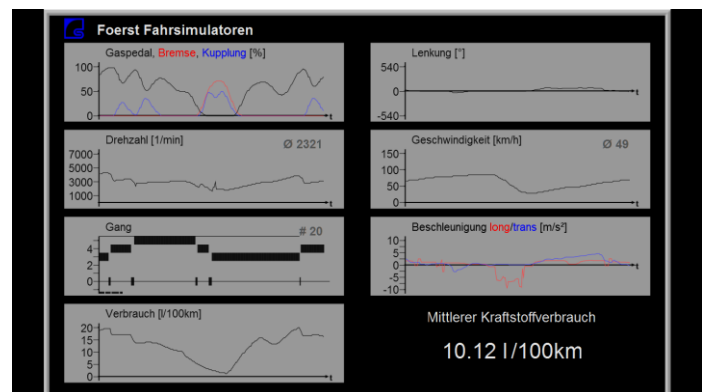 Foerst Fahrsimulatoren
Gaspedal, Bremse, Kupplung [%]
100
50
0
t
Lenkung [°]
540
0
-540
t
Drehzahl [1/min]
Ø 2321
7000
5000
3000
1000
t
Geschwindigkeit [km/h]
Ø 49
150
100
50
0
t
Gang
# 20
4
2
0
Beschleunigung long/trans [m/s²]
10
5
0
-5
-10
t
Verbrauch [l/100km]
20
15
10
5
0
t
Mittlerer Kraftstoffverbrauch
10.12 l/100km